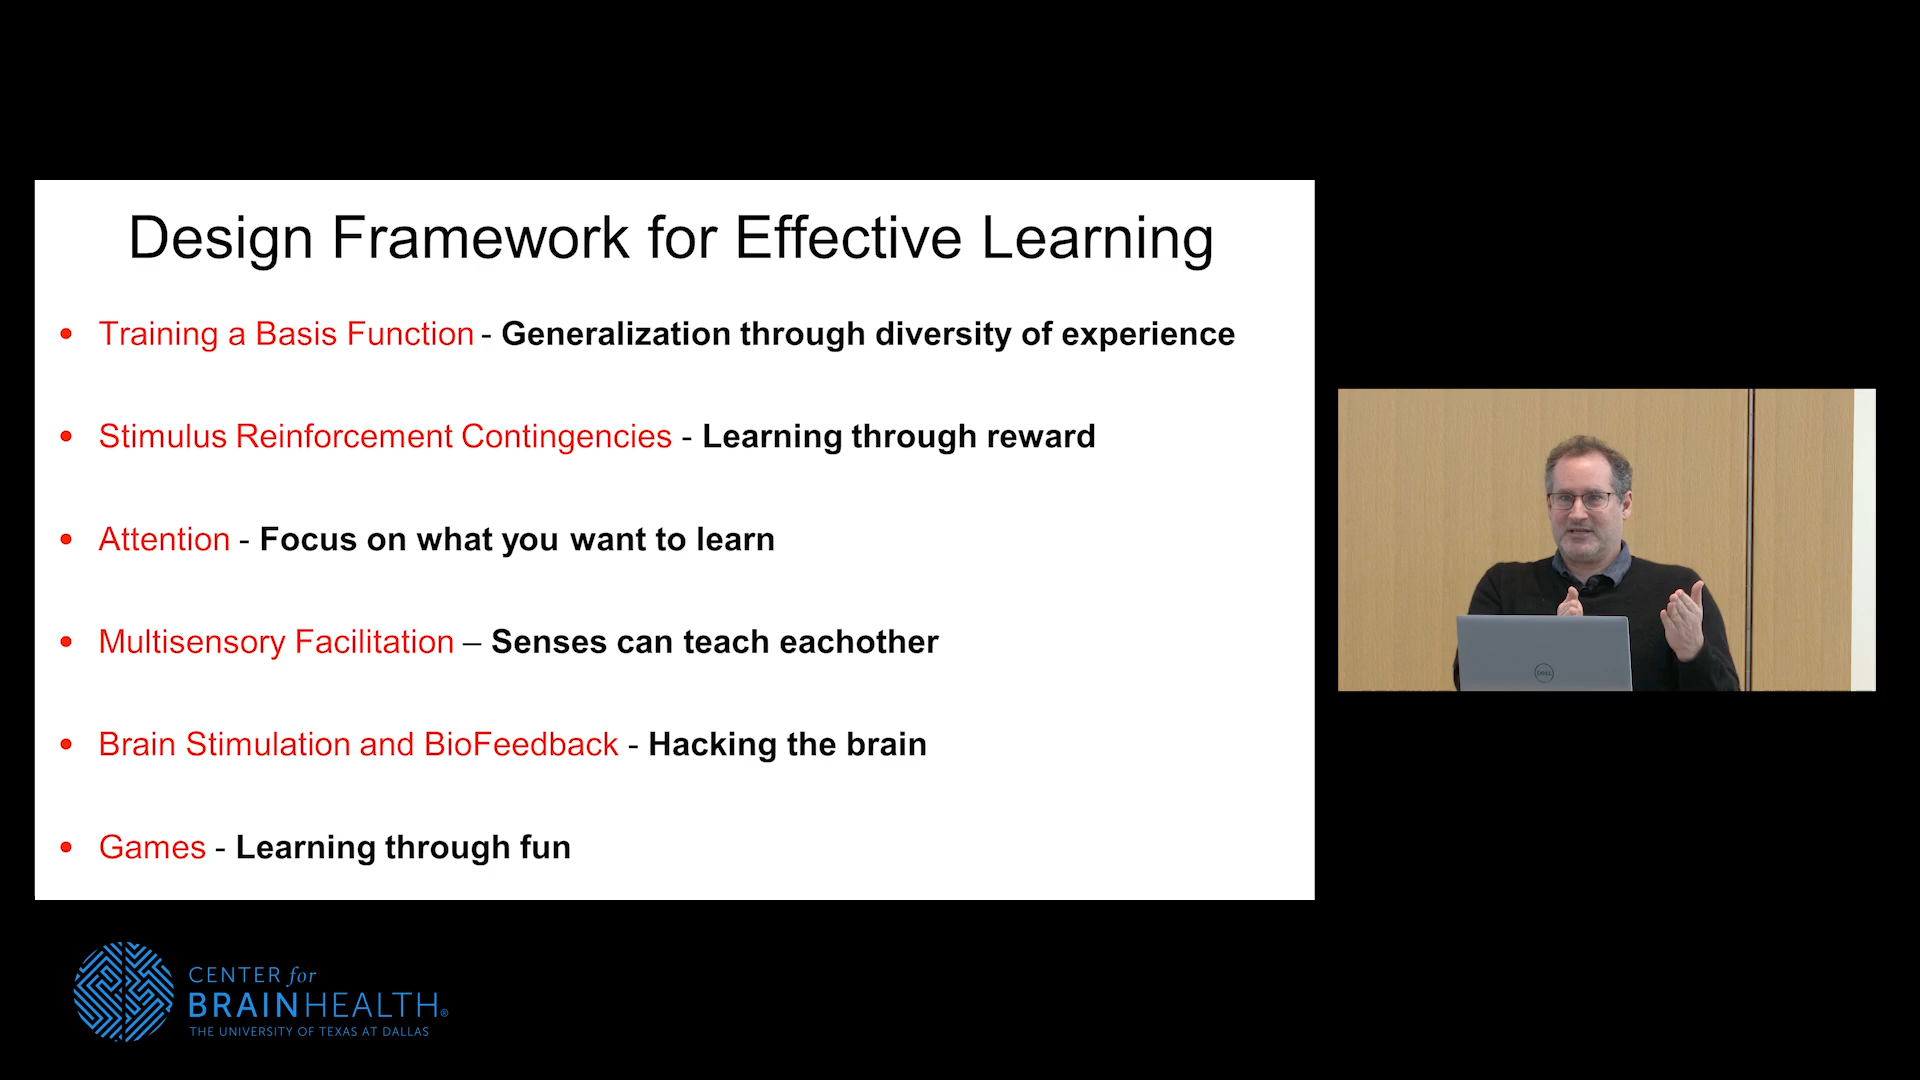 Design Framework for Effective Learning
• Training a Basis Function - Generalization through diversity of experience
• Stimulus Reinforcement Contingencies - Learning through reward
• Attention - Focus on what you want to learn
• Multisensory Facilitation – Senses can teach eachother
• Brain Stimulation and BioFeedback - Hacking the brain
• Games - Learning through fun
DELL
CENTER for
BRAINHEALTH®
THE UNIVERSITY OF TEXAS AT DALLAS